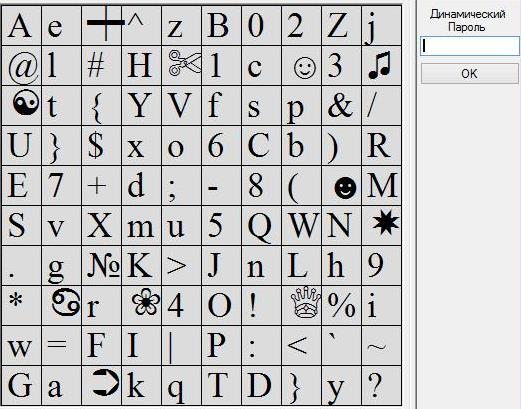 A e ┿ ^ z B 0 2 Z j
@ l # H ✄ 1 c ☺ 3 ♫
☯ t { Y V f s p & /
U } $ x o 6 C b ) R
E 7 + d ; - 8 ( ☻ M
S v X m u 5 Q W N ✷
. g № K > J n L h 9
* ♋ r ❀ 4 O ! ♕ % i
w = F I | P : < ` ~
G a ➲ k q T D } y ?
Динамический
Пароль
OK